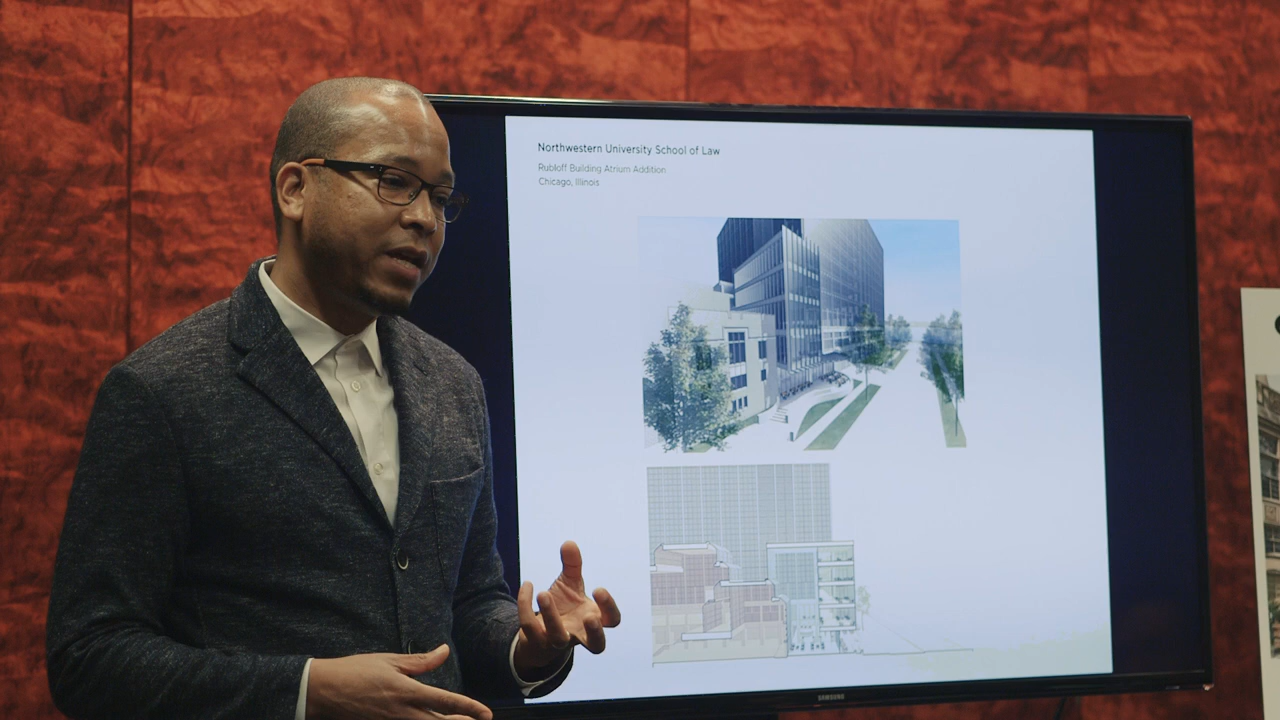 Northwestern University School of Law
Rubloff Building Atrium Addition
Chicago, Illinois
SAMSUNG